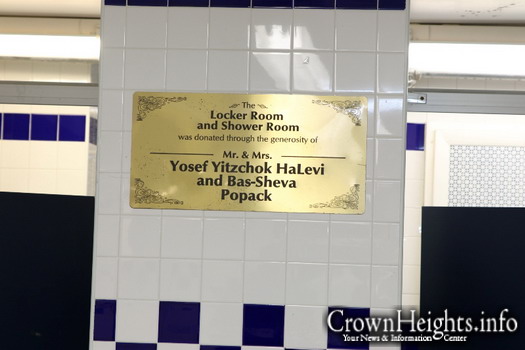 The
Locker Room
and Shower Room
was donated through the generosity of
Mr. & Mrs.
Yosef Yitzchok HaLevi
and Bas-Sheva
Popack
CrownHeights.info
Your News & Information Center